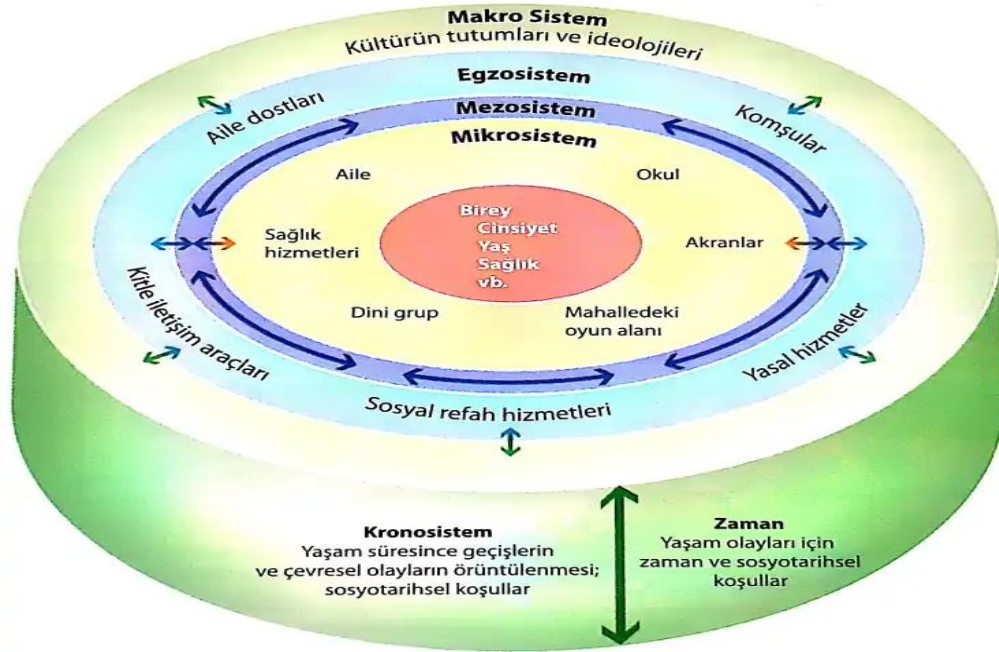 Makro Sistem
Kültürün tutumları ve ideolojileri
Egzosistem
Aile dostları
Komşular
Mezosistem
Mikrosistem
Aile
Okul
Birey
Cinsiyet
Yaş
Sağlık
vb.
Sağlık
hizmetleri
Akranlar
Dini grup
Mahalledeki
oyun alanı
Kitle iletişim araçları
Yasal hizmetler
Sosyal refah hizmetleri
Kronosistem
Yaşam süresince geçişlerin
ve çevresel olayların örüntülenmesi;
sosyotarihsel koşullar
Zaman
Yaşam olayları için
zaman ve sosyotarihsel
koşullar